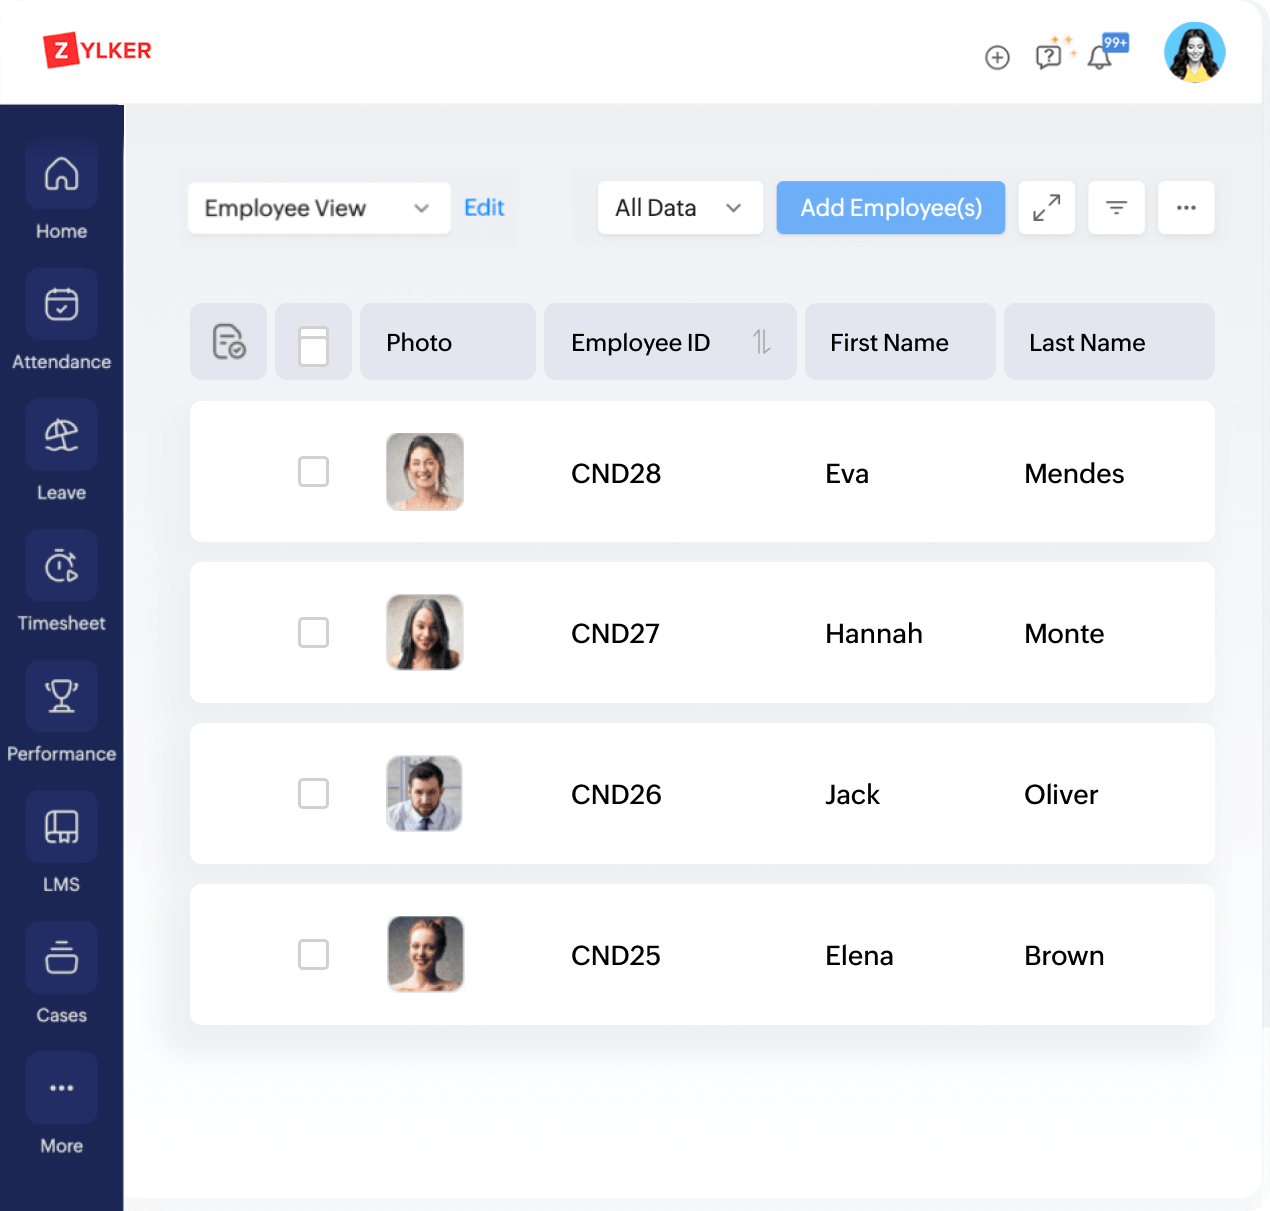 ZYLKER
99+
Home
Attendance
Leave
Timesheet
Performance
LMS
Cases
More
Employee View Edit All Data Add Employee(s)
Photo Employee ID First Name Last Name
CND28 Eva Mendes
CND27 Hannah Monte
CND26 Jack Oliver
CND25 Elena Brown